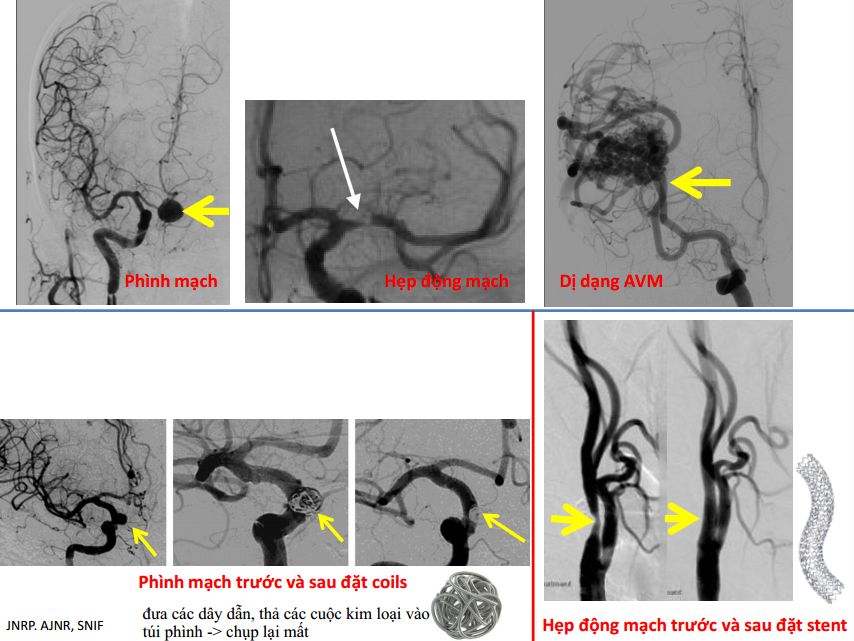 Phình mạch
Hẹp động mạch
Dị dạng AVM
Phình mạch trước và sau đặt coils
đưa các dây dẫn, thả các cuộc kim loại vào
túi phình -> chụp lại mất
JNRP. AJNR, SNIF
Hẹp động mạch trước và sau đặt stent